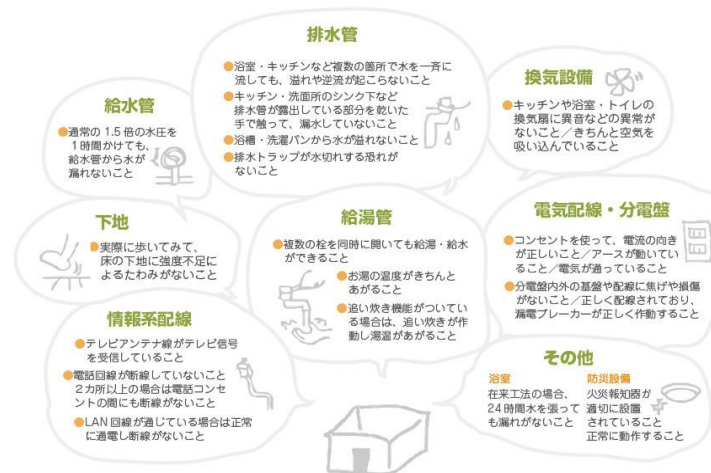 排水管
●浴室・キッチンなど複数の箇所で水を一斉に
流しても、溢れや逆流が起こらないこと
●キッチン・洗面所のシンク下など
排水管が露出している部分を乾いた
手で触って、漏水していないこと
●浴槽・洗濯パンから水が溢れないこと
●排水トラップが水切れする恐れが
ないこと
換気設備
●キッチンや浴室・トイレの
換気扇に異音などの異常が
ないこと／きちんと空気を
吸い込んでいること
給水管
●通常の1.5倍の水圧を
1時間かけても、
給水管から水が
漏れないこと
下地
●実際に歩いてみて、
床の下地に強度不足に
よるたわみがないこと
給湯管
●複数の栓を同時に開いても給湯・給水
ができること
●お湯の温度がきちんと
あがること
●追い炊き機能がついてい
る場合は、追い炊きが作
動し湯温があがること
電気配線・分電盤
●コンセントを使って、電流の向き
が正しいこと／アースが動いてい
ること／電気が通っていること
●分電盤内外の基盤や配線に焦げや損傷
がないこと／正しく配線されており、
漏電ブレーカーが正しく作動すること
情報系配線
●テレビアンテナ線がテレビ信号
を受信していること
●電話回線が断線していないこと
2カ所以上の場合は電話コンセ
ントの間にも断線がないこと
●LAN回線が通じている場合は正常
に通電し断線がないこと
その他
浴室
在来工法の場合、
24時間水を張って
も漏れがないこと
防災設備
火災報知器が
適切に設置
されていること
正常に動作すること